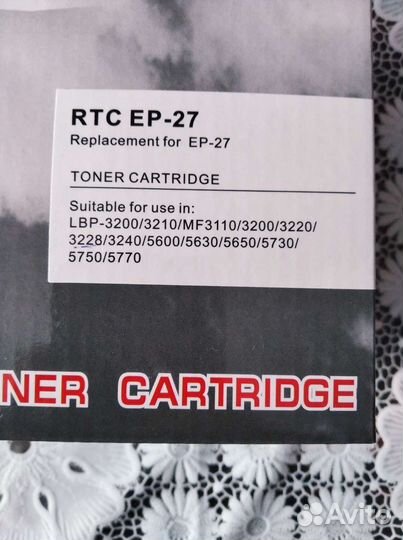 RTC EP-27
Replacement for EP-27
TONER CARTRIDGE
Suitable for use in:
LBP-3200/3210/MF3110/3200/3220/
3228/3240/5600/5630/5650/5730/
5750/5770
NER CARTRIDGE
Avito